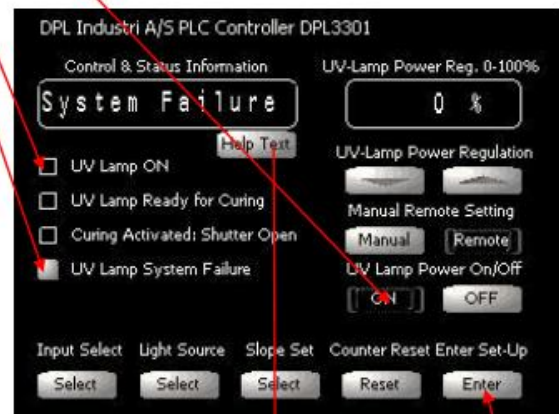 DPL Industri A/S PLC Controller DPL3301
Control & Status Information
UV-Lamp Power Reg. 0-100%
System Failure
0 %
Help Text
UV Lamp ON
UV-Lamp Power Regulation
UV Lamp Ready for Curing
Manual Remote Setting
Curing Activated: Shutter Open
Manual
Remote
UV Lamp System Failure
UV Lamp Power On/Off
ON
OFF
Input Select
Light Source
Slope Set
Counter Reset
Enter Set-Up
Select
Select
Select
Reset
Enter